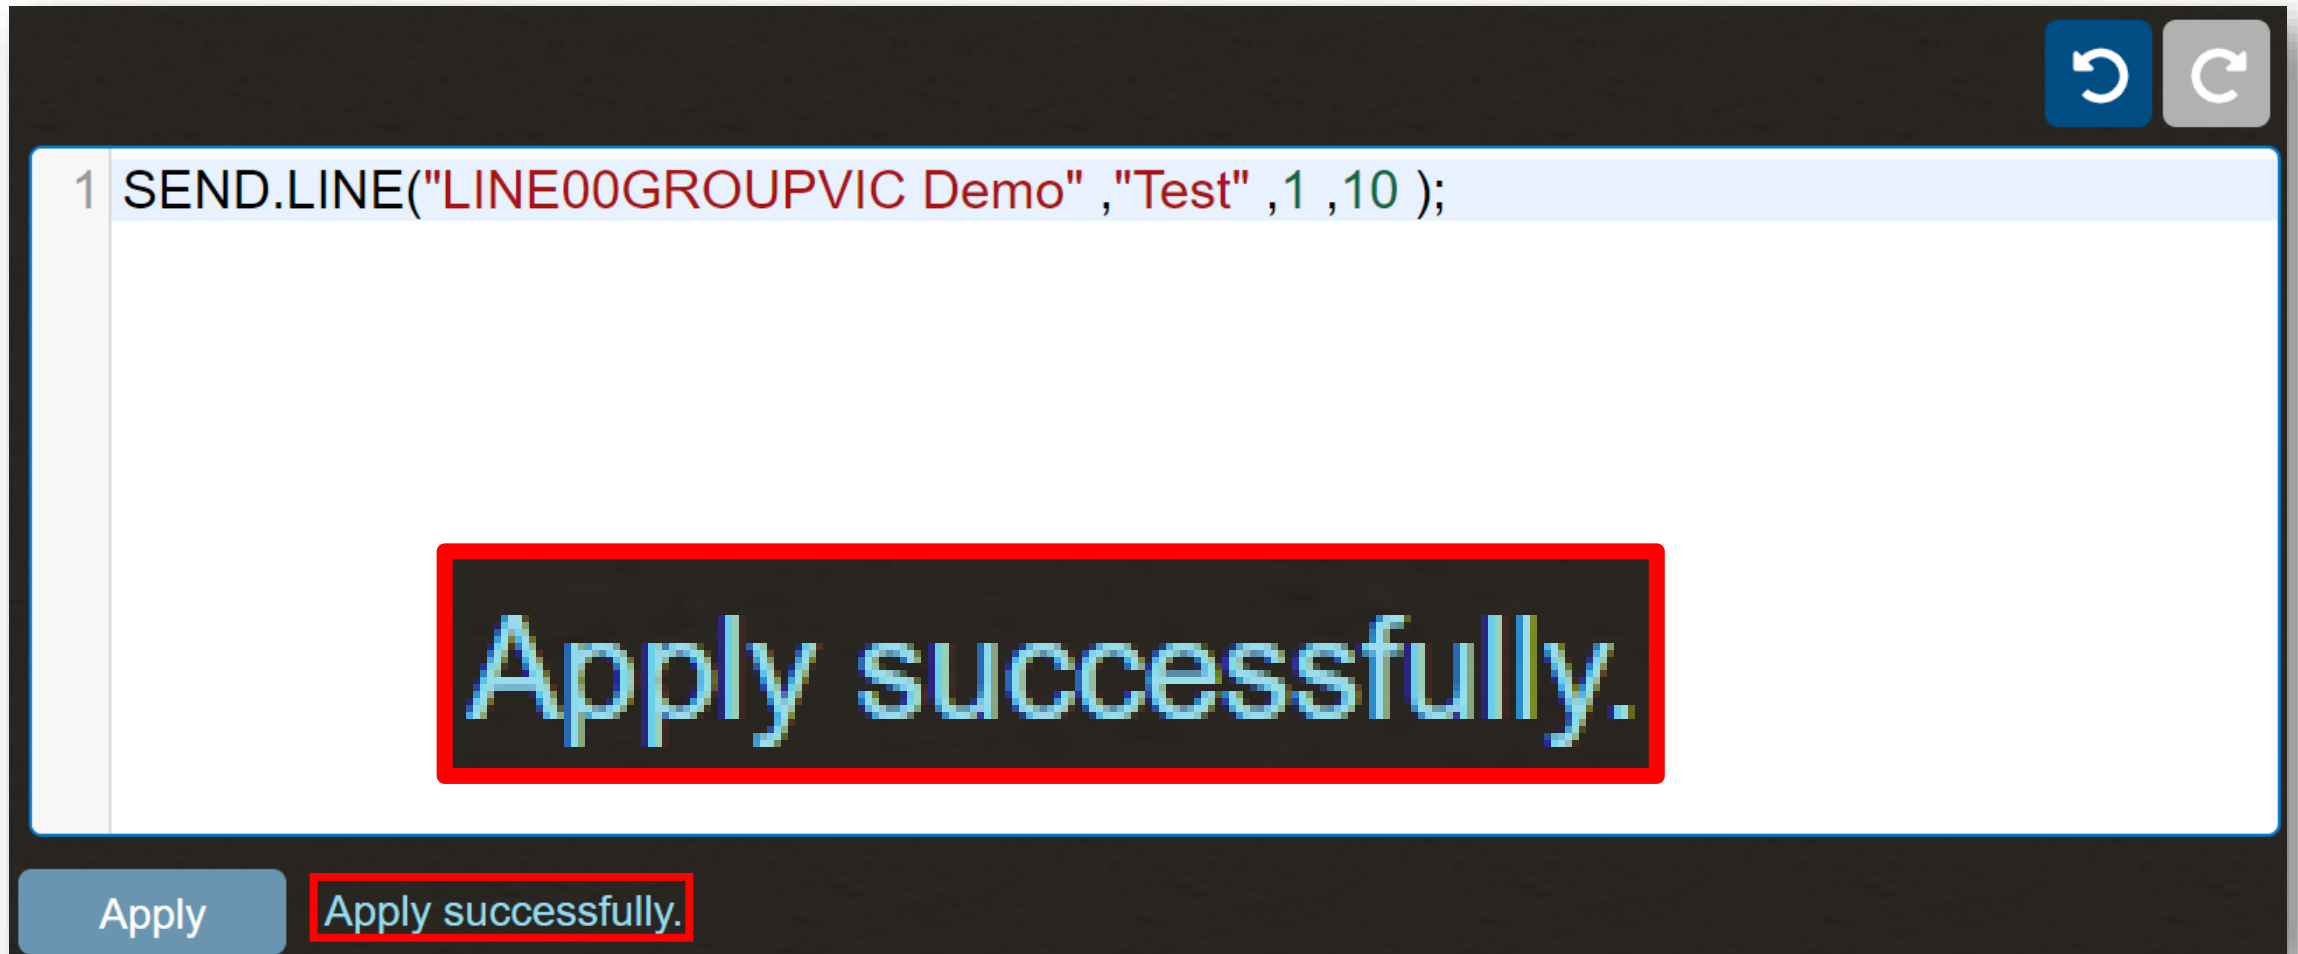 1 SEND.LINE("LINE00GROUPVIC Demo" ,"Test" ,1 ,10 );
Apply successfully.
Apply Apply successfully.